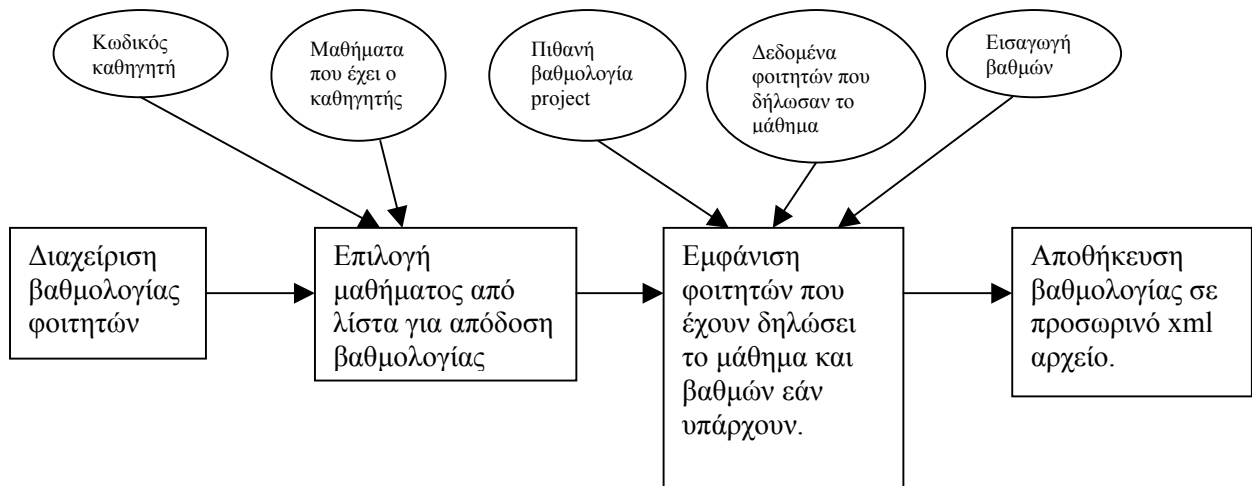 Κωδικός
καθηγητή
Μαθήματα
που έχει ο
καθηγητής
Πιθανή
βαθμολογία
project
Δεδομένα
φοιτητών που
δήλωσαν το
μάθημα
Εισαγωγή
βαθμών
Διαχείριση
βαθμολογίας
φοιτητών
Επιλογή
μαθήματος από
λίστα για απόδοση
βαθμολογίας
Εμφάνιση
φοιτητών που
έχουν δηλώσει
το μάθημα και
βαθμών εάν
υπάρχουν.
Αποθήκευση
βαθμολογίας σε
προσωρινό xml
αρχείο.